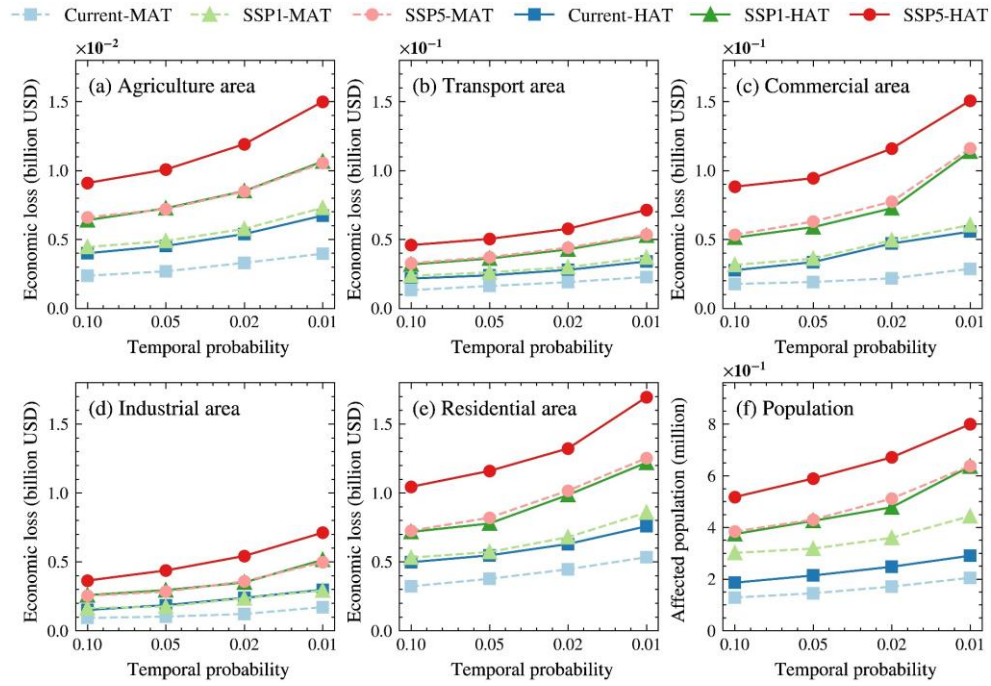 Current-MAT SSP1-MAT SSP5-MAT Current-HAT SSP1-HAT SSP5-HAT
×10⁻² ×10⁻¹ ×10⁻¹
(a) Agriculture area (b) Transport area (c) Commercial area
Economic loss (billion USD) Economic loss (billion USD) Economic loss (billion USD)
1.5 1.5 1.5
1.0 1.0 1.0
0.5 0.5 0.5
0.0 0.0 0.0
0.10 0.05 0.02 0.01 0.10 0.05 0.02 0.01 0.10 0.05 0.02 0.01
Temporal probability Temporal probability Temporal probability
×10⁻¹
(d) Industrial area (e) Residential area (f) Population
Economic loss (billion USD) Economic loss (billion USD) Affected population (million)
1.5 1.5 8
1.0 1.0 6
0.5 0.5 4
2
0.0 0.0 0
0.10 0.05 0.02 0.01 0.10 0.05 0.02 0.01 0.10 0.05 0.02 0.01
Temporal probability Temporal probability Temporal probability